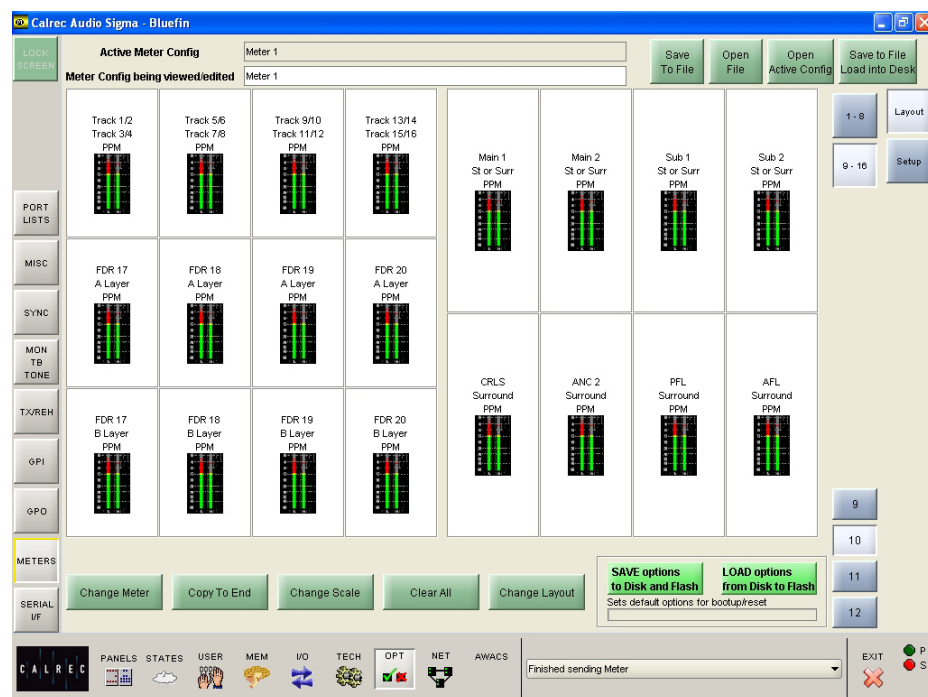 Calrec Audio Sigma - Bluefin
LOCK
SCREEN
Active Meter Config
Meter 1
Meter Config being viewed/edited
Meter 1
Save
To File
Open
File
Open
Active Config
Save to File
Load into Desk
Track 1/2
Track 3/4
PPM
Track 5/6
Track 7/8
PPM
Track 9/10
Track 11/12
PPM
Track 13/14
Track 15/16
PPM
Main 1
St or Surr
PPM
Main 2
St or Surr
PPM
Sub 1
St or Surr
PPM
Sub 2
St or Surr
PPM
1 - 8
Layout
9 - 16
Setup
PORT
LISTS
MISC
SYNC
MON
TB
TONE
TX/REH
GPI
GPO
METERS
SERIAL
I/F
FDR 17
A Layer
PPM
FDR 18
A Layer
PPM
FDR 19
A Layer
PPM
FDR 20
A Layer
PPM
CRLS
Surround
PPM
ANC 2
Surround
PPM
PFL
Surround
PPM
AFL
Surround
PPM
FDR 17
B Layer
PPM
FDR 18
B Layer
PPM
FDR 19
B Layer
PPM
FDR 20
B Layer
PPM
9
10
11
12
Change Meter
Copy To End
Change Scale
Clear All
Change Layout
SAVE options
to Disk and Flash
LOAD options
from Disk to Flash
Sets default options for bootup/reset
CALREC
PANELS
STATES
USER
MEM
I/O
TECH
OPT
NET
AWACS
Finished sending Meter
EXIT
P
S